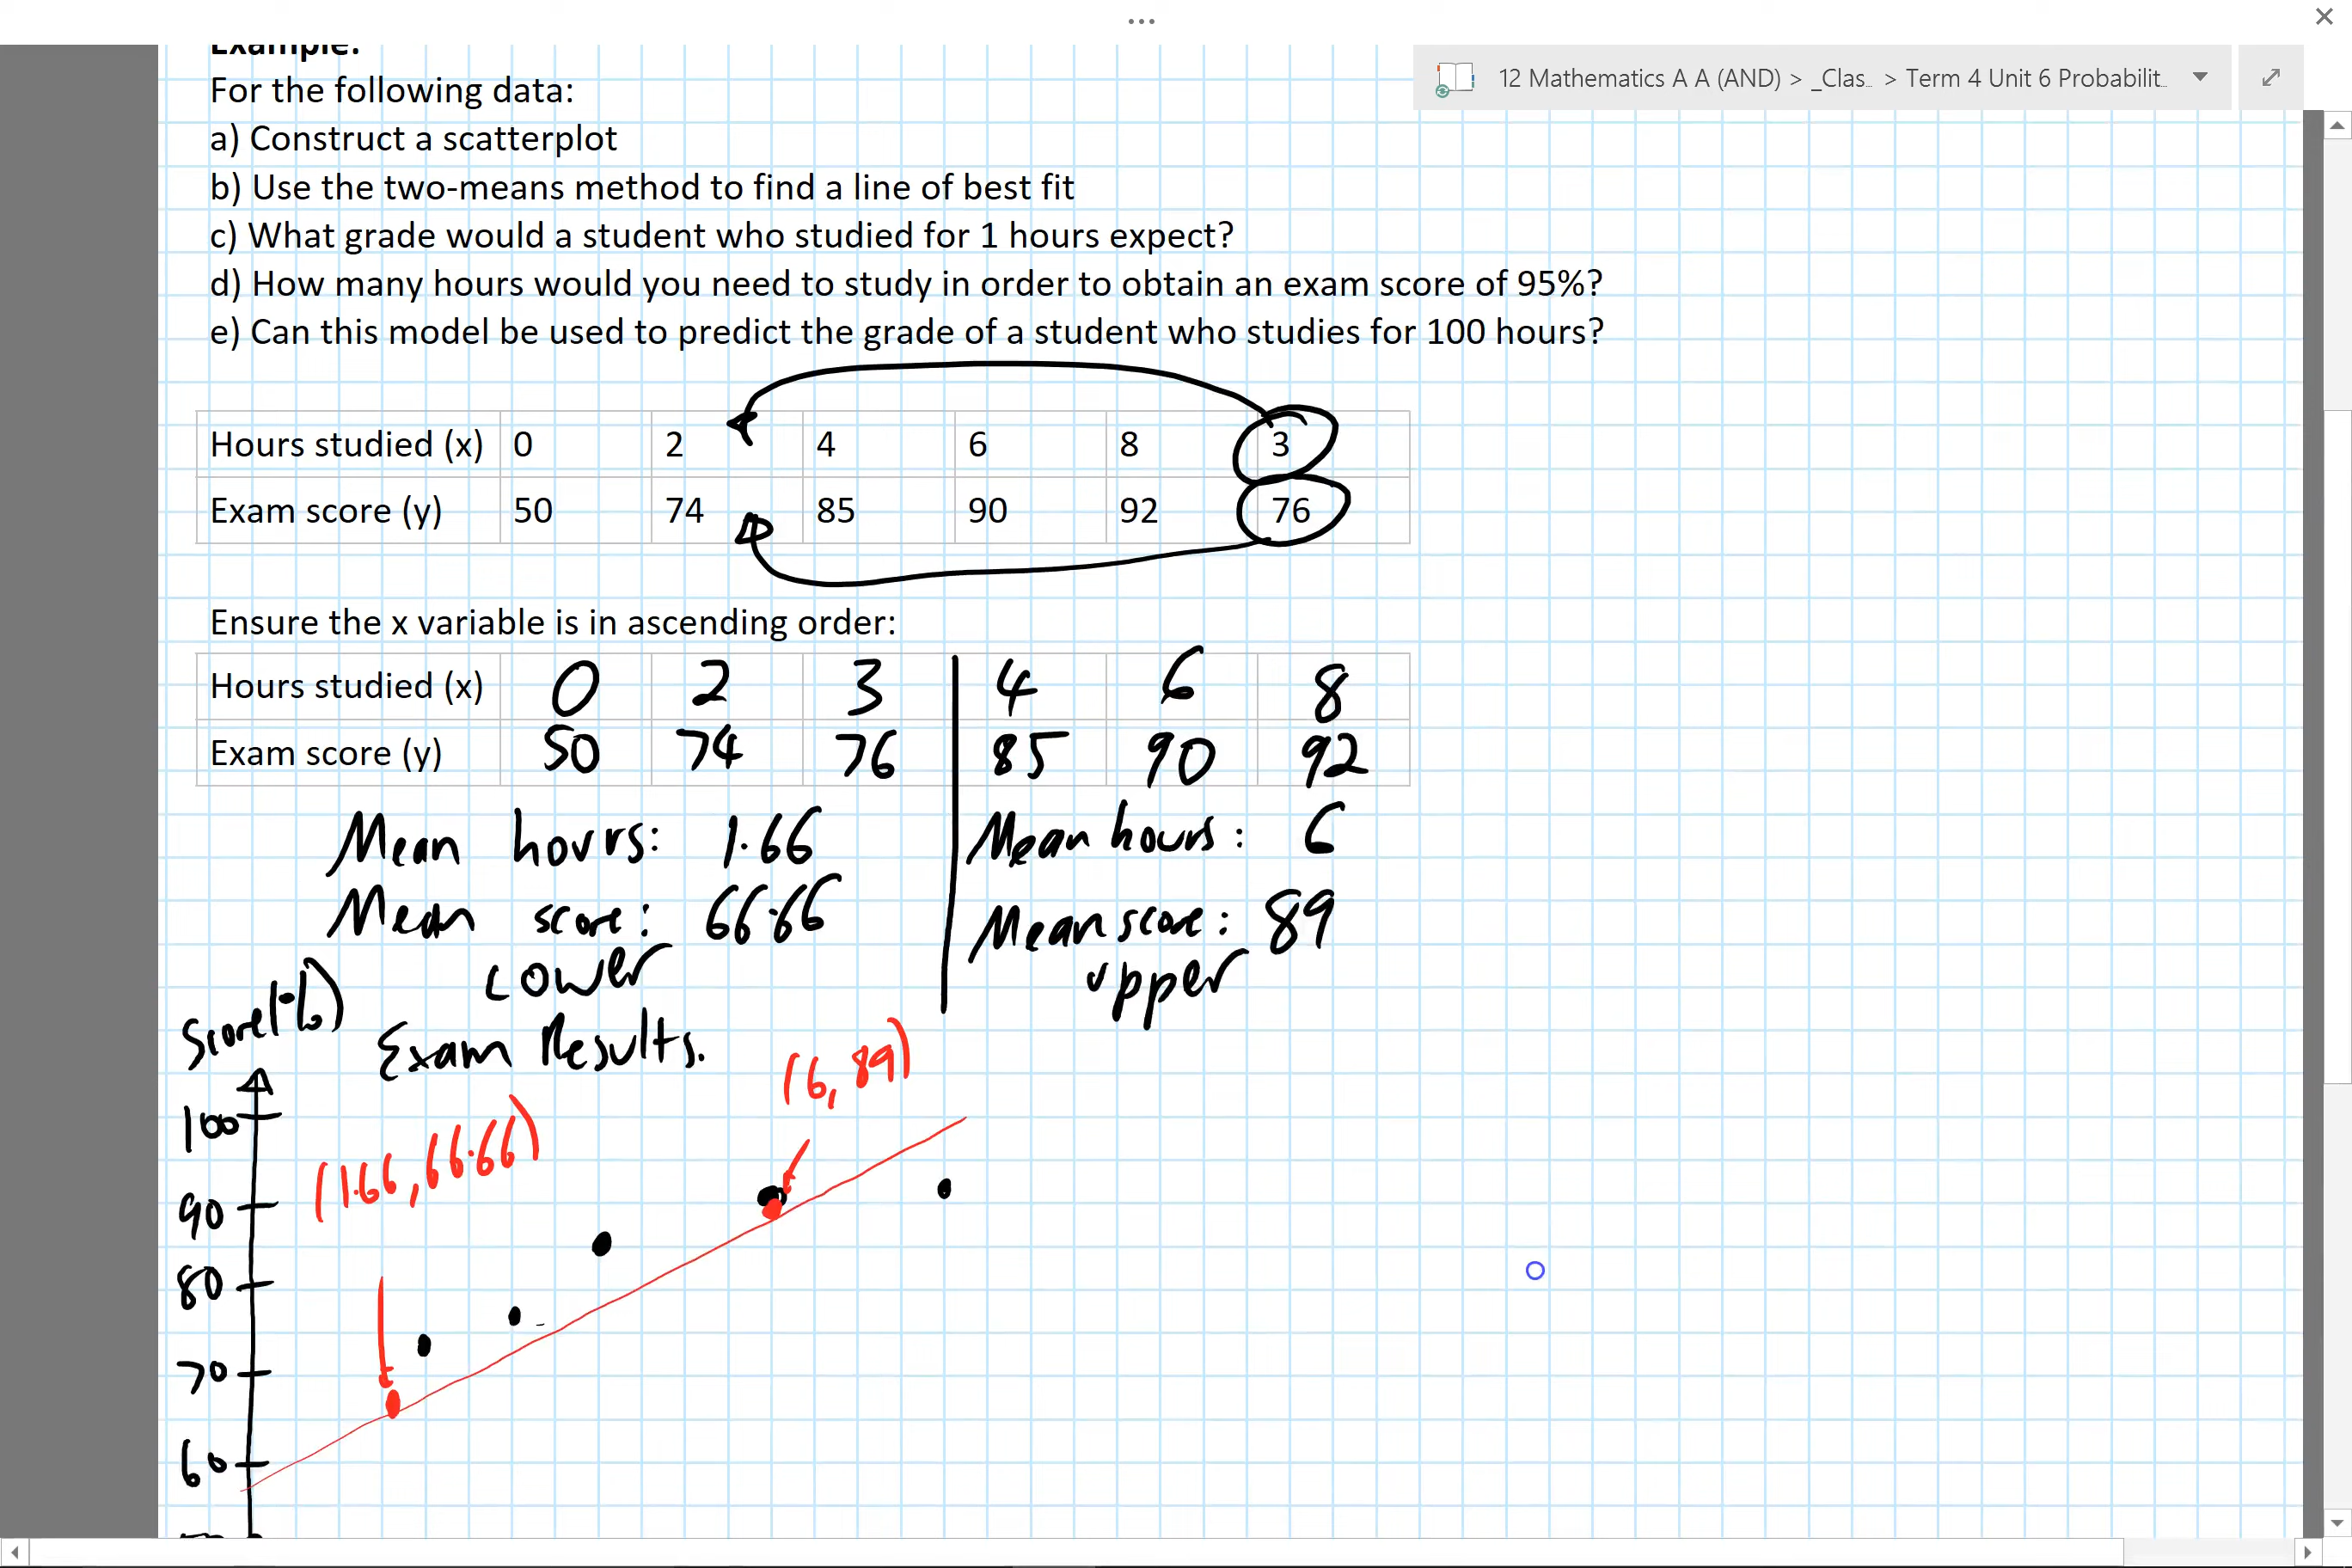 ...
Example:
12 Mathematics A A (AND) > _Clas... > Term 4 Unit 6 Probabilit...
For the following data:
a) Construct a scatterplot
b) Use the two-means method to find a line of best fit
c) What grade would a student who studied for 1 hours expect?
d) How many hours would you need to study in order to obtain an exam score of 95%?
e) Can this model be used to predict the grade of a student who studies for 100 hours?
Hours studied (x) 0 2 4 6 8 3
Exam score (y) 50 74 85 90 92 76
Ensure the x variable is in ascending order:
Hours studied (x) 0 2 3 4 6 8
Exam score (y) 50 74 76 85 90 92
Mean hours: 1.66 Mean hours: 6
Mean score: 66.66 Mean score: 89
Lower upper
Score(%)
Exam Results.
(6, 89)
100
(1.66, 66.66)
90
80
70
60